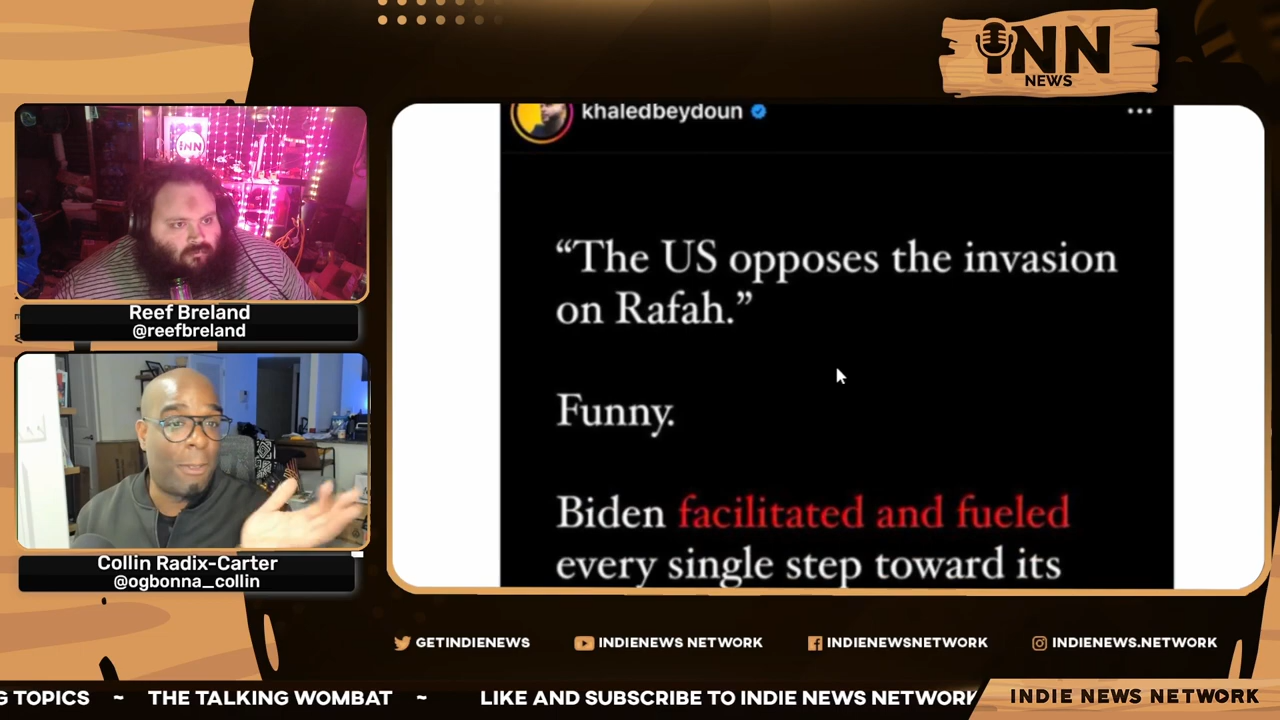 iNN
NEWS
khaledbeydoun
“The US opposes the invasion
on Rafah.”
Funny.
Biden facilitated and fueled
every single step toward its
iNN
Reef Breland
@reefbreland
Collin Radix-Carter
@ogbonna_collin
GETINDIENEWS
INDIENEWS NETWORK
INDIENEWSNETWORK
INDIENEWS.NETWORK
G TOPICS ~ THE TALKING WOMBAT ~ LIKE AND SUBSCRIBE TO INDIE NEWS NETWORK
INDIE NEWS NETWORK